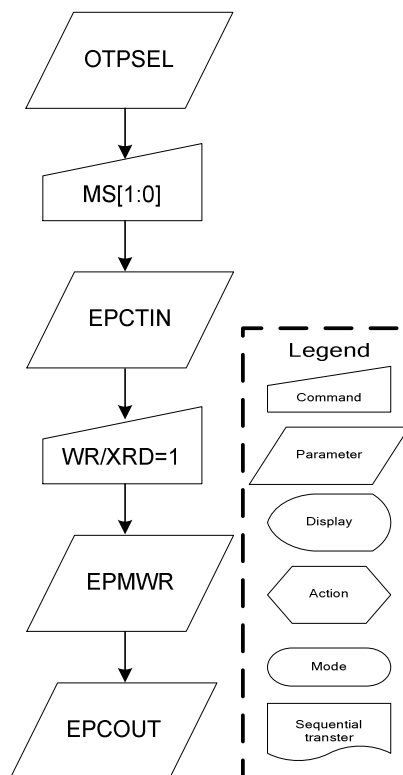 OTPSEL
MS[1:0]
EPCTIN
WR/XRD=1
EPMWR
EPCOUT
Legend
Command
Parameter
Display
Action
Mode
Sequential
transter